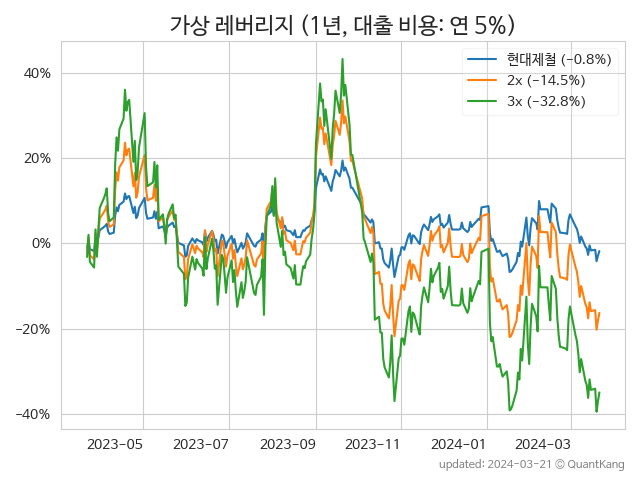 가상 레버리지 (1년, 대출 비용: 연 5%)
현대제철 (−0.8%)
2x (−14.5%)
3x (−32.8%)
40%
20%
0%
−20%
−40%
2023-05 2023-07 2023-09 2023-11 2024-01 2024-03
updated: 2024-03-21 © QuantKang